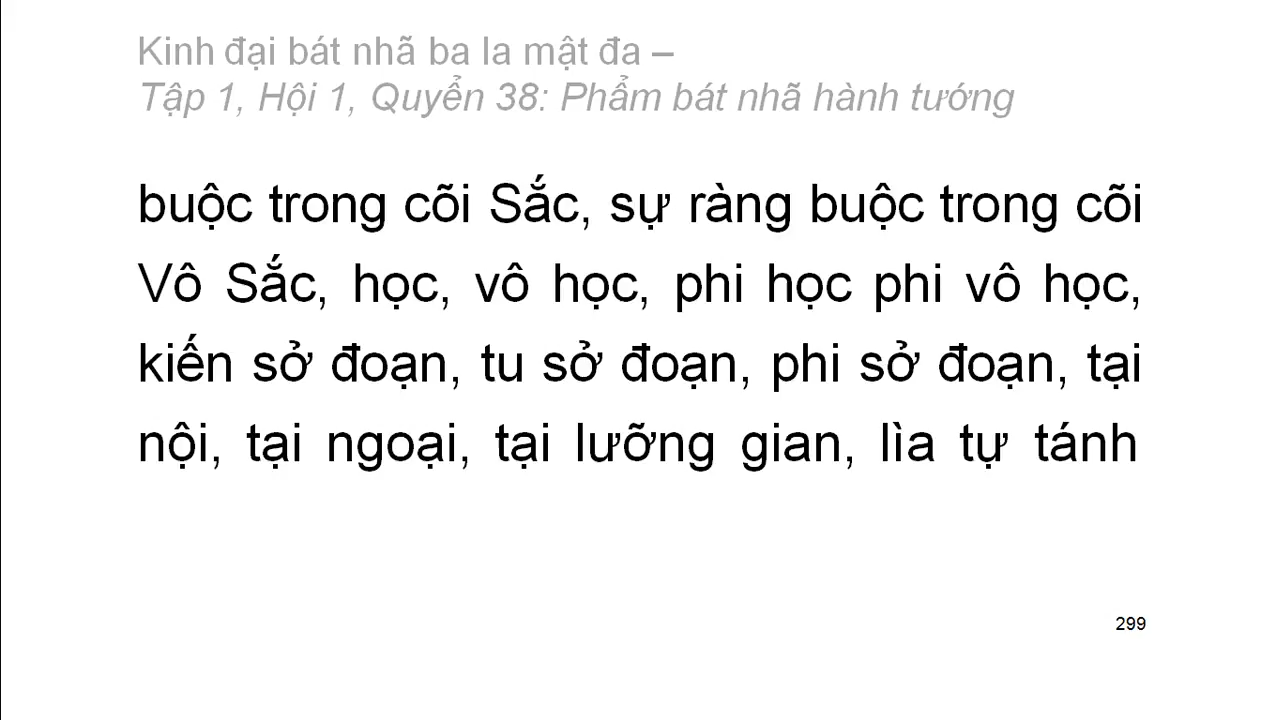 Kinh đại bát nhã ba la mật đa –
Tập 1, Hội 1, Quyển 38: Phẩm bát nhã hành tướng
buộc trong cõi Sắc, sự ràng buộc trong cõi
Vô Sắc, học, vô học, phi học phi vô học,
kiến sở đoạn, tu sở đoạn, phi sở đoạn, tại
nội, tại ngoại, tại lưỡng gian, lìa tự tánh
299